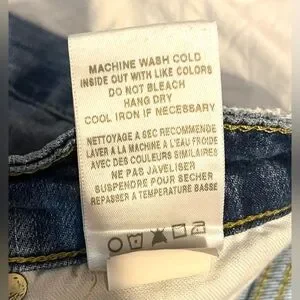 MACHINE WASH COLD
INSIDE OUT WITH LIKE COLORS
DO NOT BLEACH
HANG DRY
COOL IRON IF NECESSARY
NETTOYAGE A SEC RECOMMENDE
LAVER A LA MACHINE A L'EAU FROIDE
AVEC DES COULEURS SIMILAIRES
NE PAS JAVELISER
SUSPENDRE POUR SECHER
REPASSER A TEMPERATURE BASSE